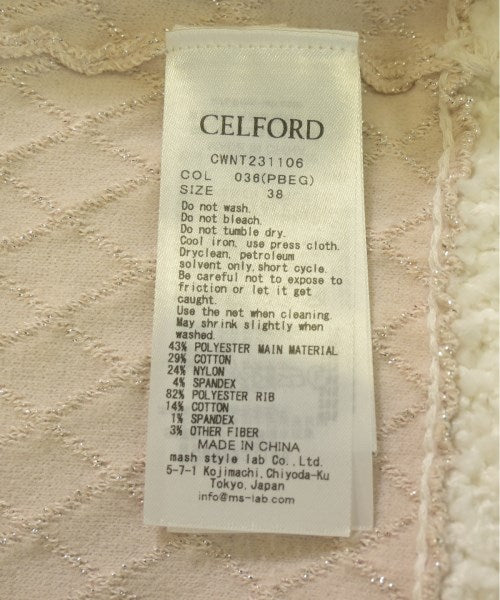 CELFORD
CWNT231106
COL 036(PBEG)
SIZE 38
Do not wash.
Do not bleach.
Do not tumble dry.
Cool iron, use press cloth.
Dryclean, petroleum
solvent only,short cycle.
Be careful not to expose to
friction or let it get
caught.
Use the net when cleaning.
May shrink slightly when
washed.
43% POLYESTER MAIN MATERIAL
29% COTTON
24% NYLON
4% SPANDEX
82% POLYESTER RIB
14% COTTON
1% SPANDEX
3% OTHER FIBER
MADE IN CHINA
mash style lab Co.,Ltd.
5-7-1 Kojimachi,Chiyoda-Ku
Tokyo,Japan
info@ms-lab.com